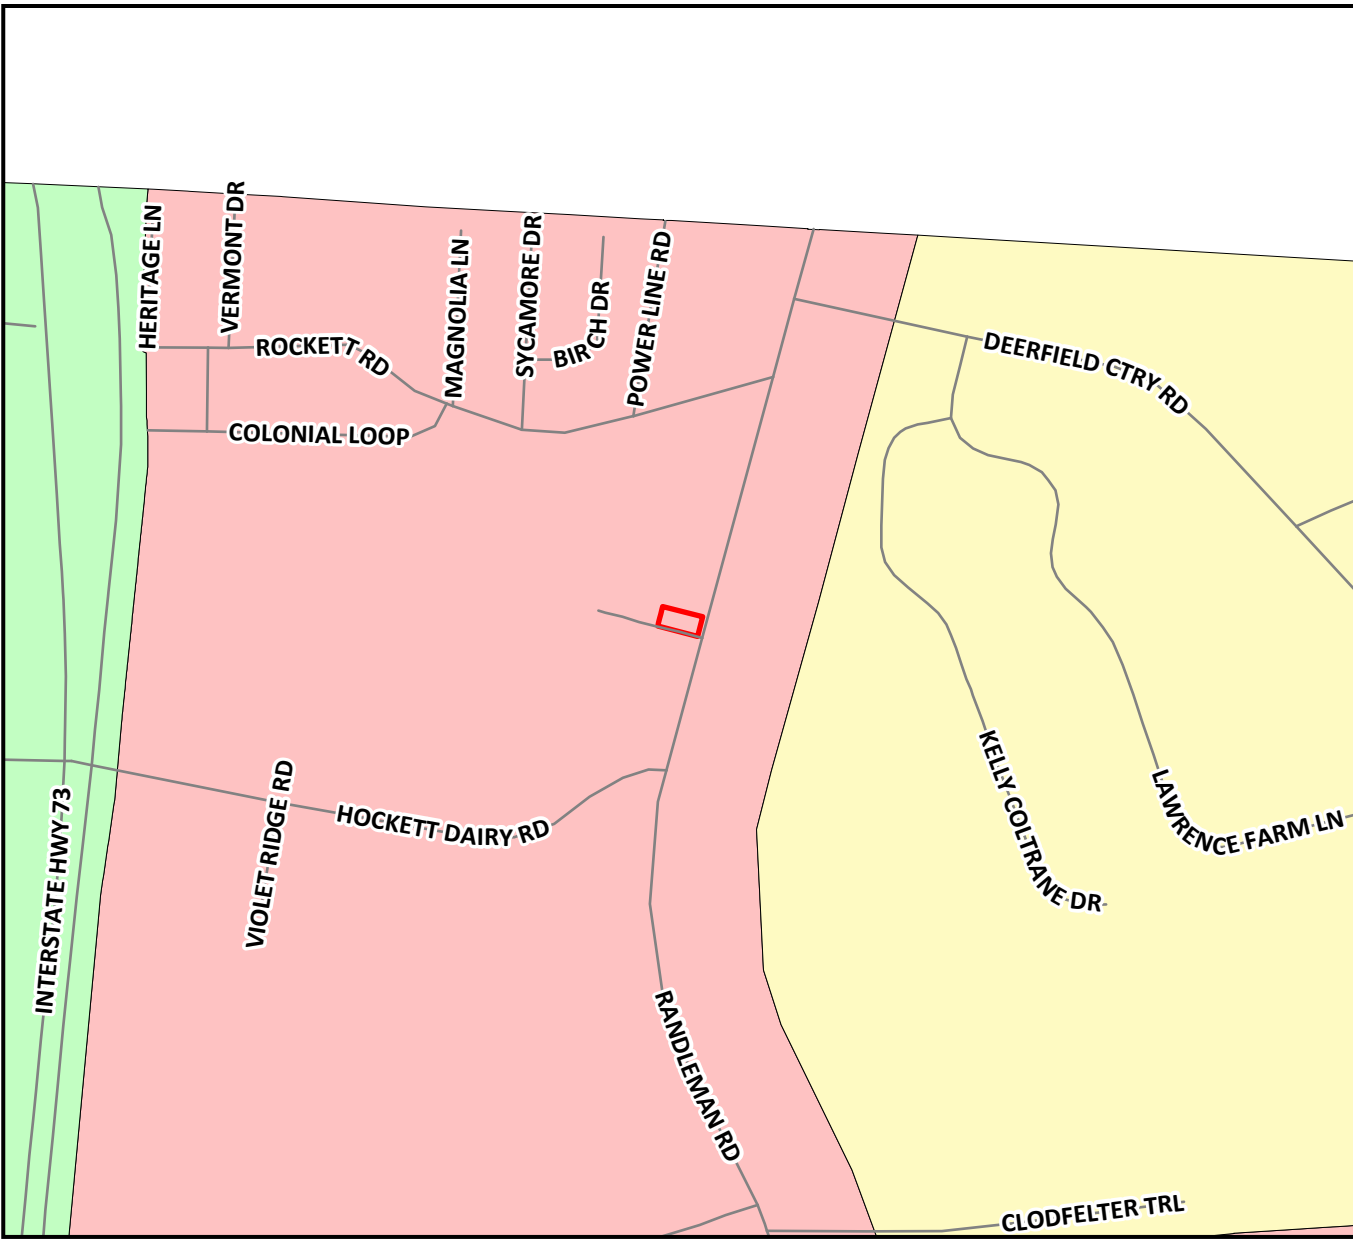 HERITAGE LN
VERMONT DR
MAGNOLIA LN
SYCAMORE DR
BIRCH DR
POWER LINE RD
ROCKETT RD
COLONIAL LOOP
DEERFIELD CTRY RD
KELLY COLTRANE DR
LAWRENCE FARM LN
INTERSTATE HWY 73
VIOLET RIDGE RD
HOCKETT DAIRY RD
RANDLEMAN RD
CLODFELTER TRL